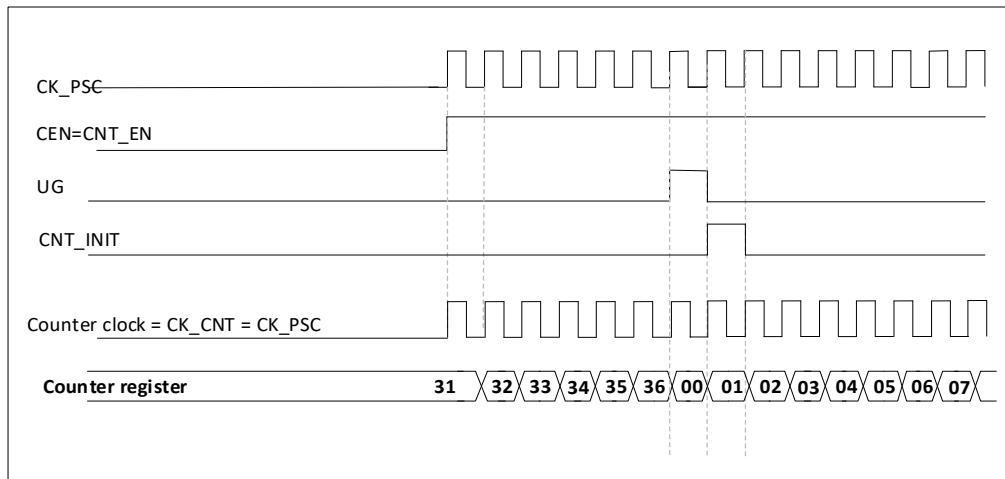 CK_PSC
CEN=CNT_EN
UG
CNT_INIT
Counter clock = CK_CNT = CK_PSC
Counter register 31 32 33 34 35 36 00 01 02 03 04 05 06 07